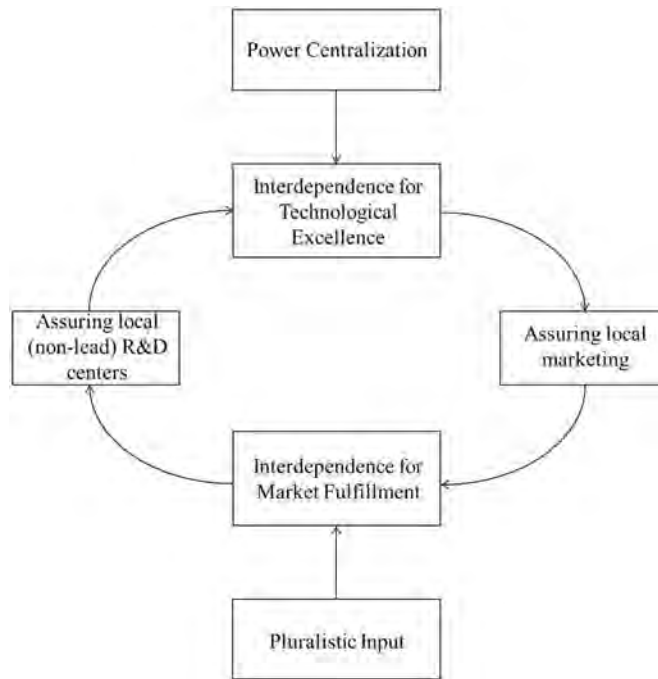 Power Centralization
Interdependence for
Technological
Excellence
Assuring local
(non-lead) R&D
centers
Assuring local
marketing
Interdependence for
Market Fulfillment
Pluralistic Input